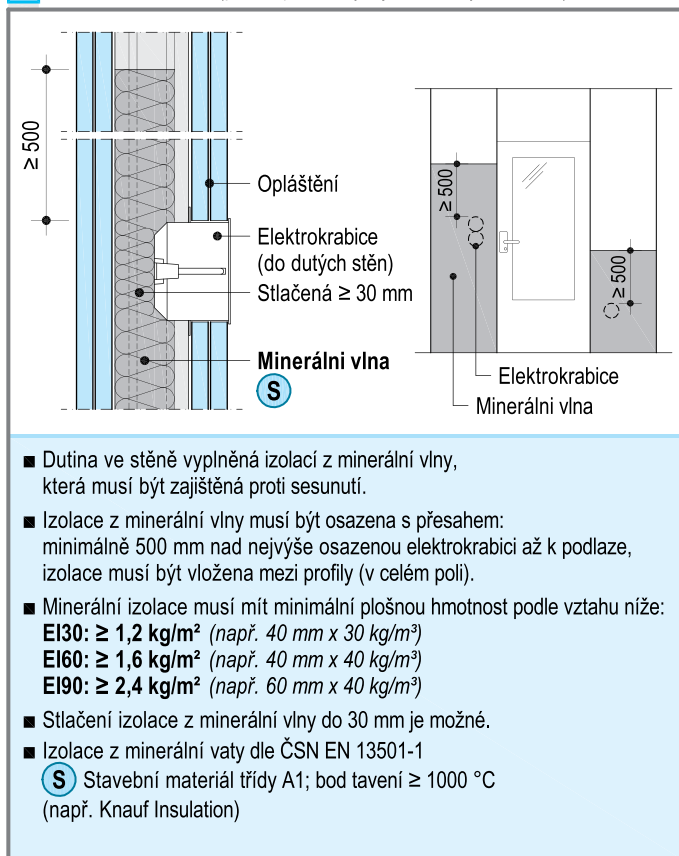 ≥ 500
Opláštění
Elektrokrabice
(do dutých stěn)
Stlačená ≥ 30 mm
Minerálni vlna
S
≥ 500
≥ 500
Elektrokrabice
Minerálni vlna
■ Dutina ve stěně vyplněná izolací z minerální vlny,
která musí být zajištěná proti sesunutí.
■ Izolace z minerální vlny musí být osazena s přesahem:
minimálně 500 mm nad nejvýše osazenou elektrokrabici až k podlaze,
izolace musí být vložena mezi profily (v celém poli).
■ Minerální izolace musí mít minimální plošnou hmotnost podle vztahu níže:
EI30: ≥ 1,2 kg/m² (např. 40 mm x 30 kg/m³)
EI60: ≥ 1,6 kg/m² (např. 40 mm x 40 kg/m³)
EI90: ≥ 2,4 kg/m² (např. 60 mm x 40 kg/m³)
■ Stlačení izolace z minerální vlny do 30 mm je možné.
■ Izolace z minerální vaty dle ČSN EN 13501-1
S Stavební materiál třídy A1; bod tavení ≥ 1000 °C
(např. Knauf Insulation)